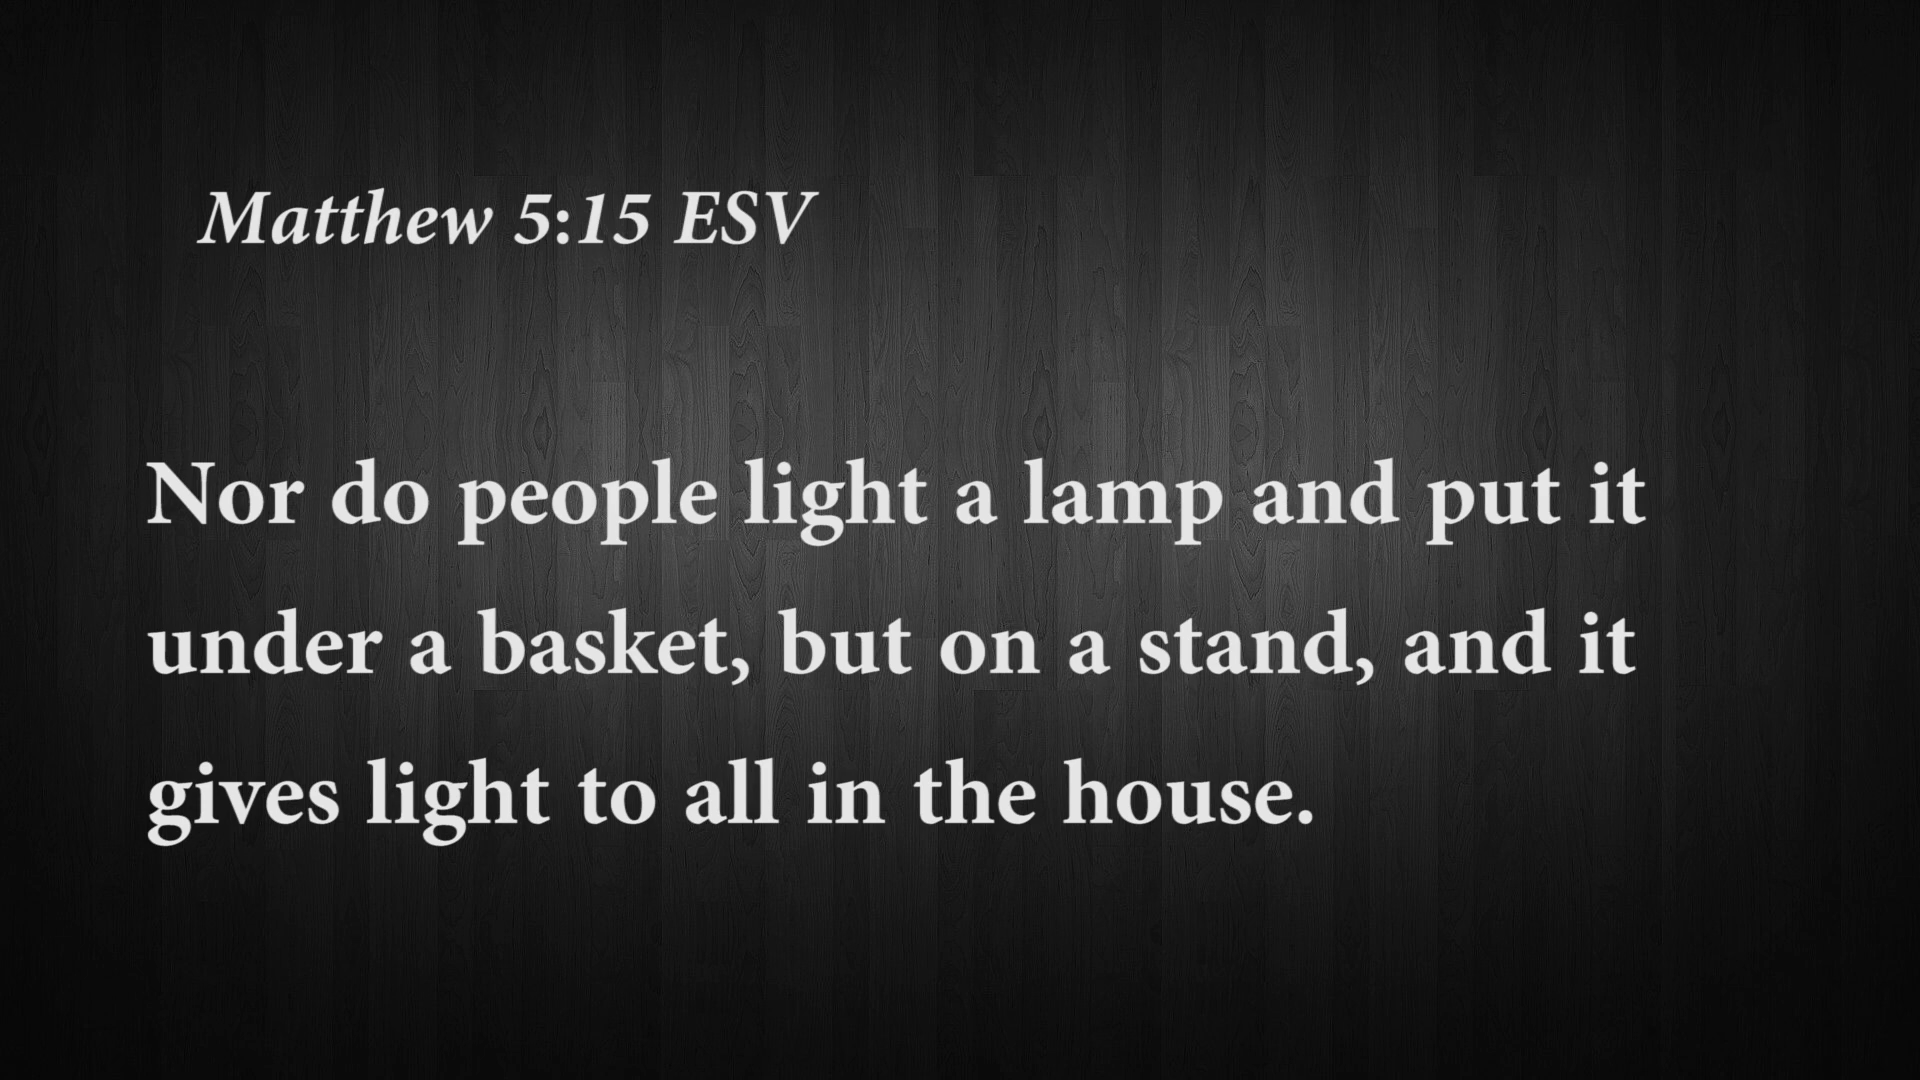 Matthew 5:15 ESV
Nor do people light a lamp and put it
under a basket, but on a stand, and it
gives light to all in the house.